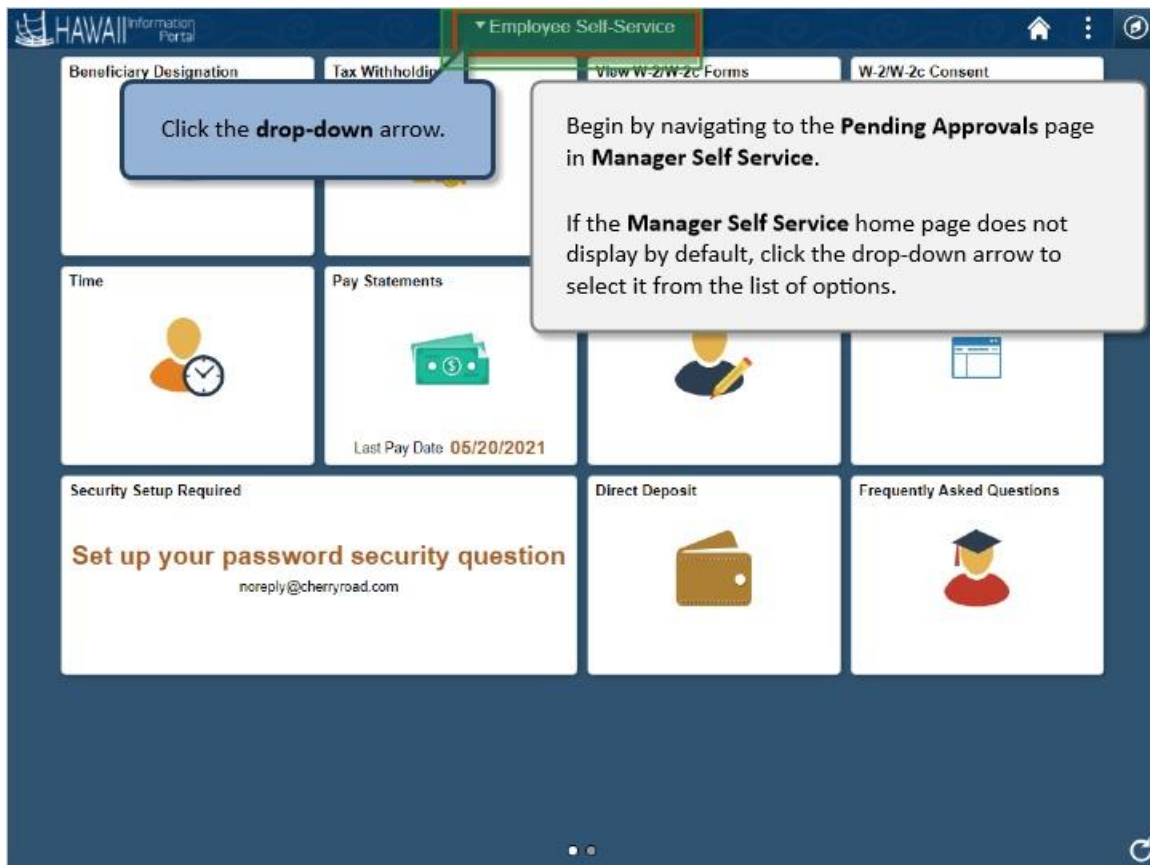 HAWAII Information Portal
Employee Self-Service
Beneficiary Designation
Tax Withholding
View W-2/W-2c Forms
W-2/W-2c Consent
Click the drop-down arrow.
Begin by navigating to the Pending Approvals page
in Manager Self Service.
If the Manager Self Service home page does not
display by default, click the drop-down arrow to
select it from the list of options.
Time
Pay Statements
Last Pay Date 05/20/2021
Security Setup Required
Set up your password security question
noreply@cherryroad.com
Direct Deposit
Frequently Asked Questions